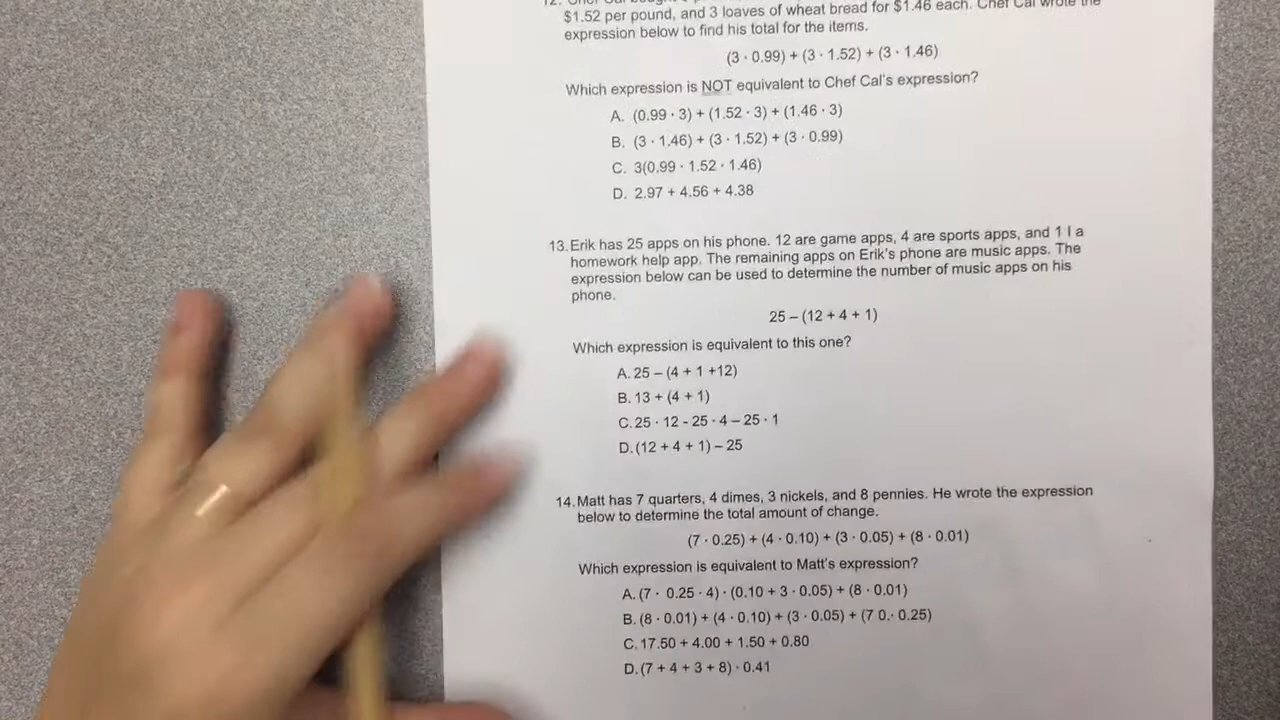 $1.52 per pound, and 3 loaves of wheat bread for $1.46 each. Chef Cal wrote the
expression below to find his total for the items.
(3 · 0.99) + (3 · 1.52) + (3 · 1.46)
Which expression is NOT equivalent to Chef Cal's expression?
A. (0.99 · 3) + (1.52 · 3) + (1.46 · 3)
B. (3 · 1.46) + (3 · 1.52) + (3 · 0.99)
C. 3(0.99 · 1.52 · 1.46)
D. 2.97 + 4.56 + 4.38
13. Erik has 25 apps on his phone. 12 are game apps, 4 are sports apps, and 1 I a
homework help app. The remaining apps on Erik's phone are music apps. The
expression below can be used to determine the number of music apps on his
phone.
25 – (12 + 4 + 1)
Which expression is equivalent to this one?
A. 25 – (4 + 1 +12)
B. 13 + (4 + 1)
C. 25 · 12 - 25 · 4 – 25 · 1
D. (12 + 4 + 1) – 25
14. Matt has 7 quarters, 4 dimes, 3 nickels, and 8 pennies. He wrote the expression
below to determine the total amount of change.
(7 · 0.25) + (4 · 0.10) + (3 · 0.05) + (8 · 0.01)
Which expression is equivalent to Matt's expression?
A. (7 · 0.25 · 4) · (0.10 + 3 · 0.05) + (8 · 0.01)
B. (8 · 0.01) + (4 · 0.10) + (3 · 0.05) + (7 0. · 0.25)
C. 17.50 + 4.00 + 1.50 + 0.80
D. (7 + 4 + 3 + 8) · 0.41